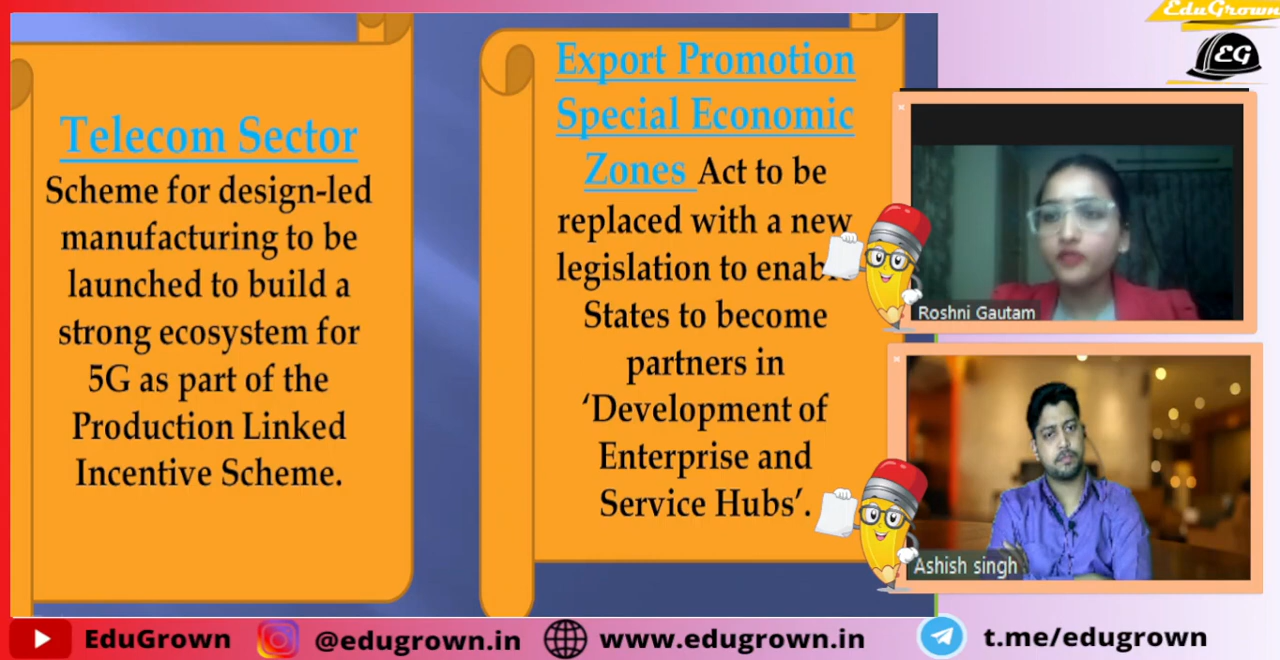 EduGrown
EG
Telecom Sector
Scheme for design-led
manufacturing to be
launched to build a
strong ecosystem for
5G as part of the
Production Linked
Incentive Scheme.
Export Promotion
Special Economic
Zones Act to be
replaced with a new
legislation to enable
States to become
partners in
‘Development of
Enterprise and
Service Hubs’.
Roshni Gautam
Ashish singh
EduGrown
@edugrown.in
www.edugrown.in
t.me/edugrown